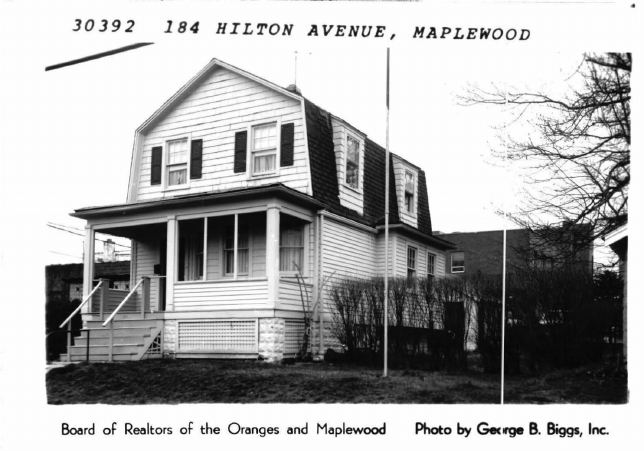 30392 184 HILTON AVENUE, MAPLEWOOD
Board of Realtors of the Oranges and Maplewood Photo by George B. Biggs, Inc.